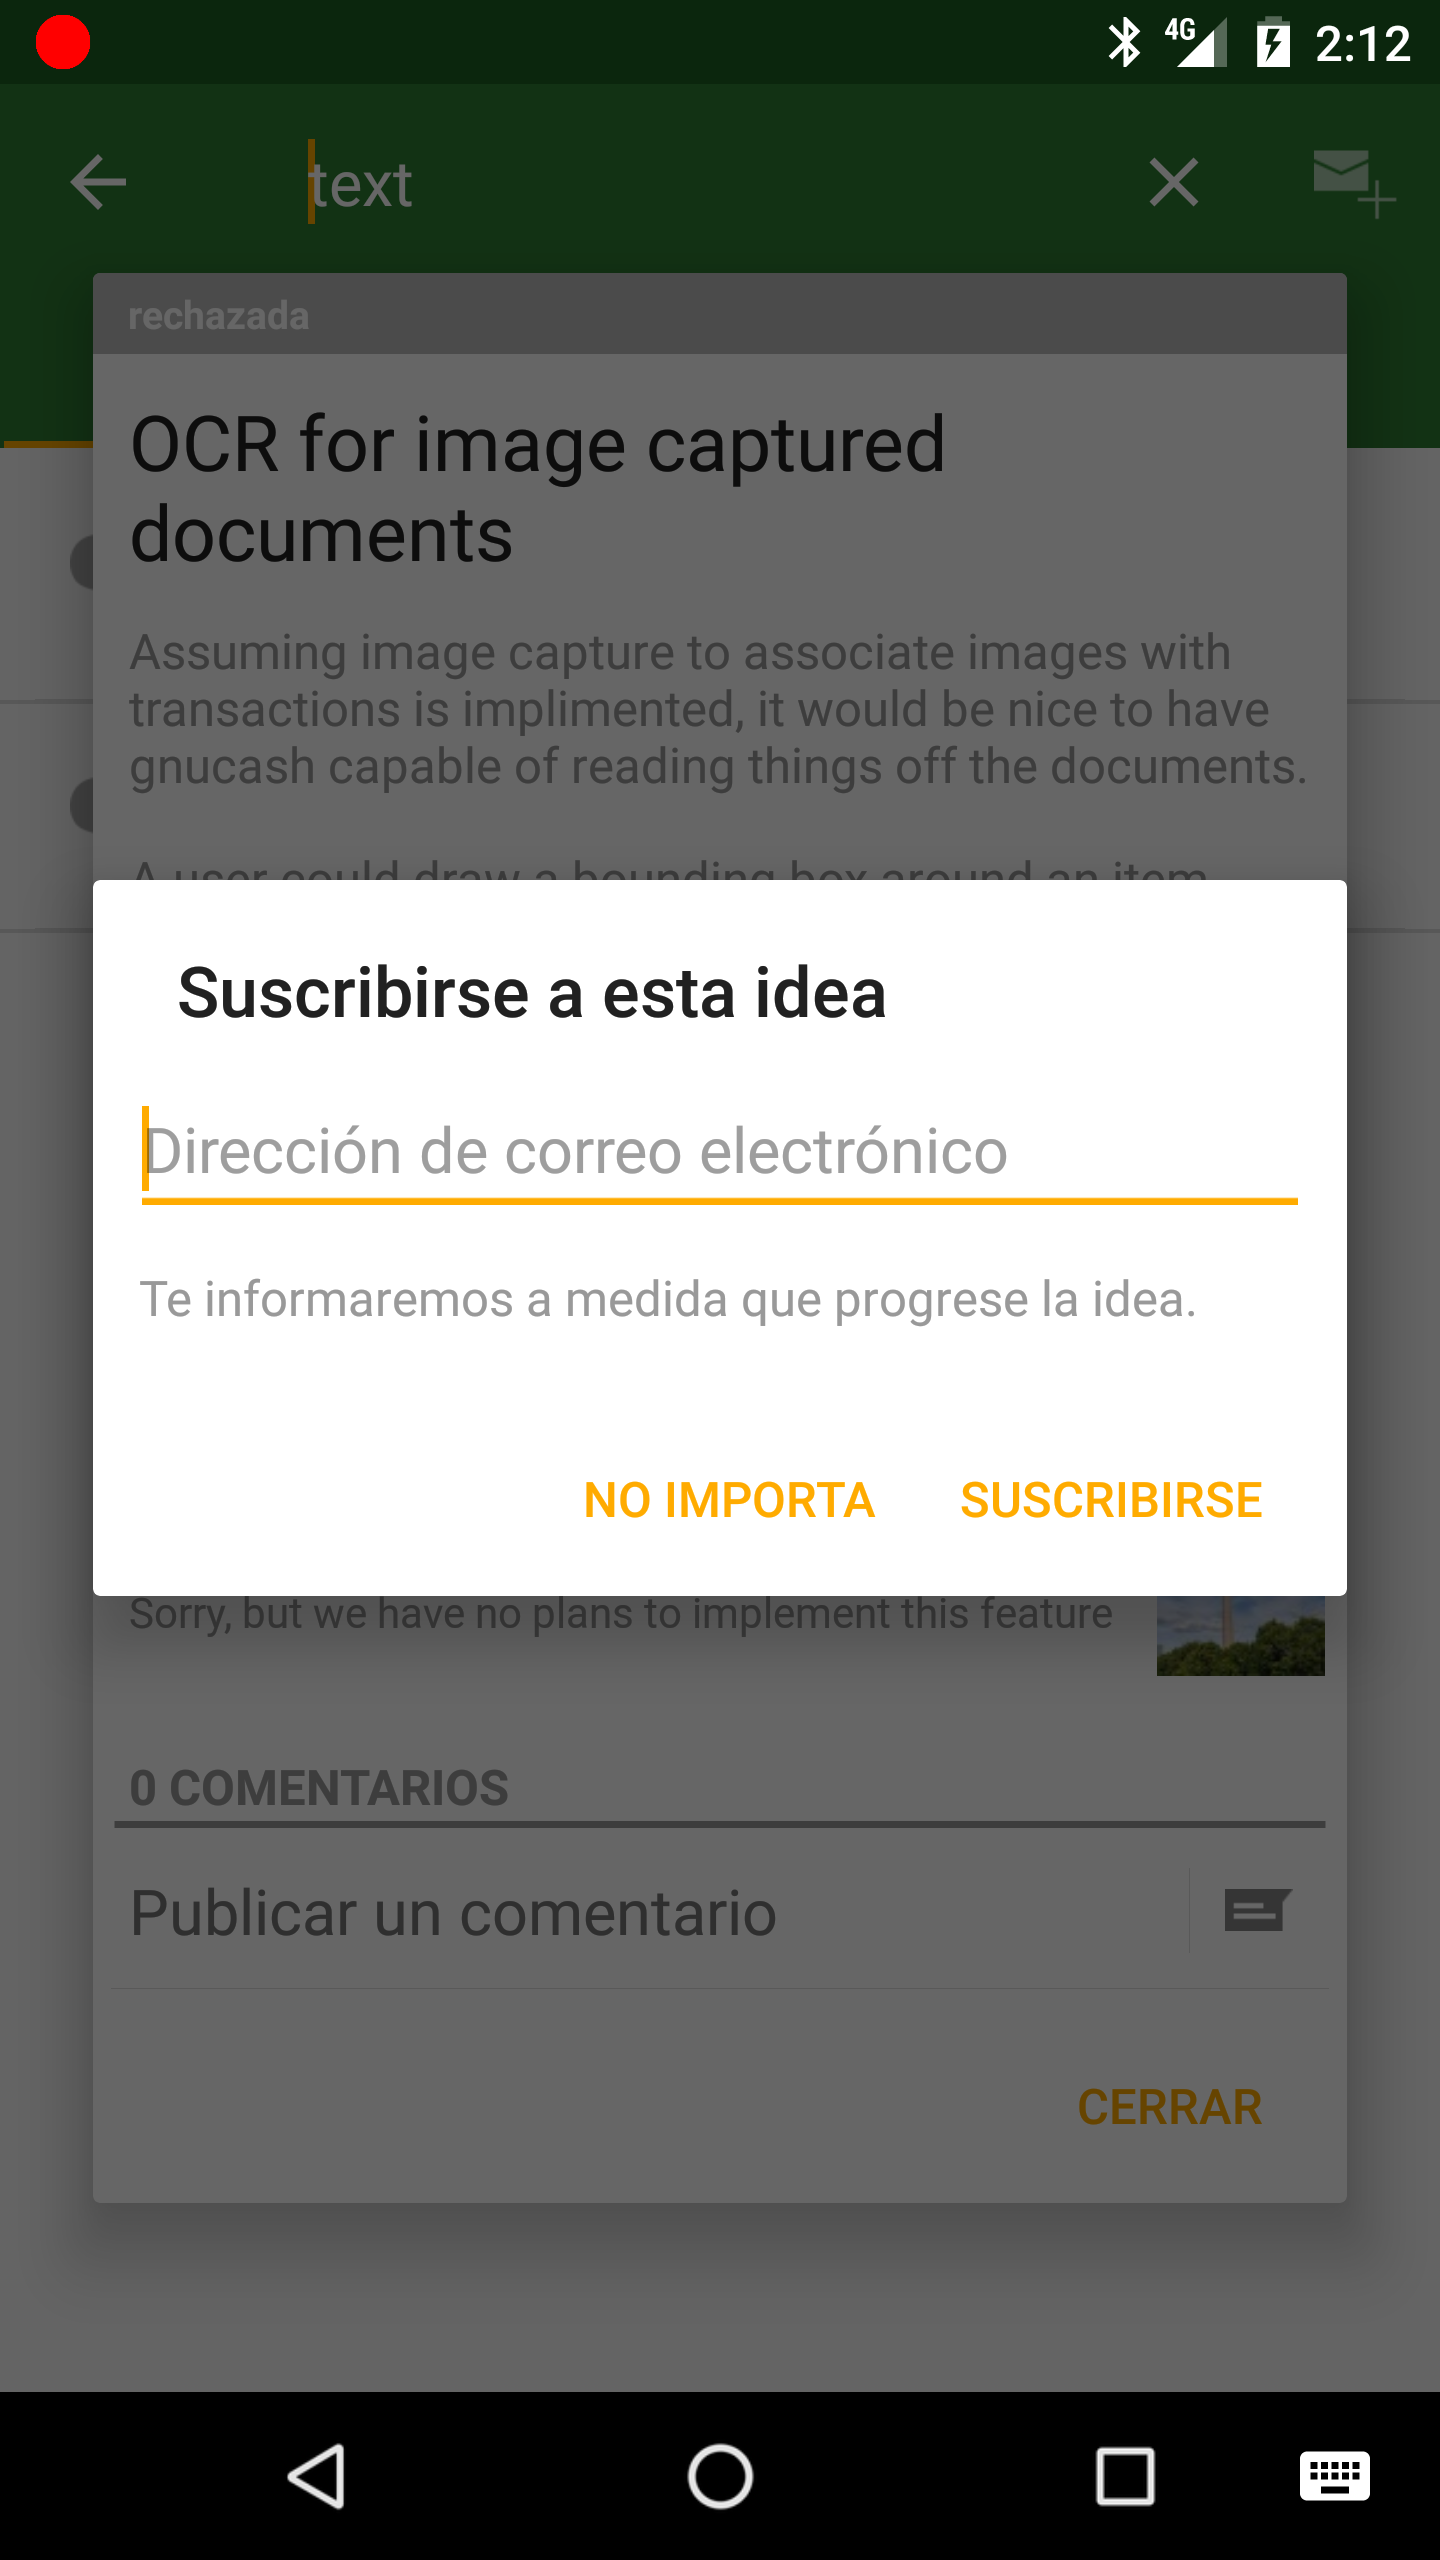 4G 2:12
text
rechazada
OCR for image captured
documents
Assuming image capture to associate images with
transactions is implimented, it would be nice to have
gnucash capable of reading things off the documents.
A user could draw a bounding box around an item
Suscribirse a esta idea
Dirección de correo electrónico
Te informaremos a medida que progrese la idea.
NO IMPORTA SUSCRIBIRSE
Sorry, but we have no plans to implement this feature
0 COMENTARIOS
Publicar un comentario
CERRAR